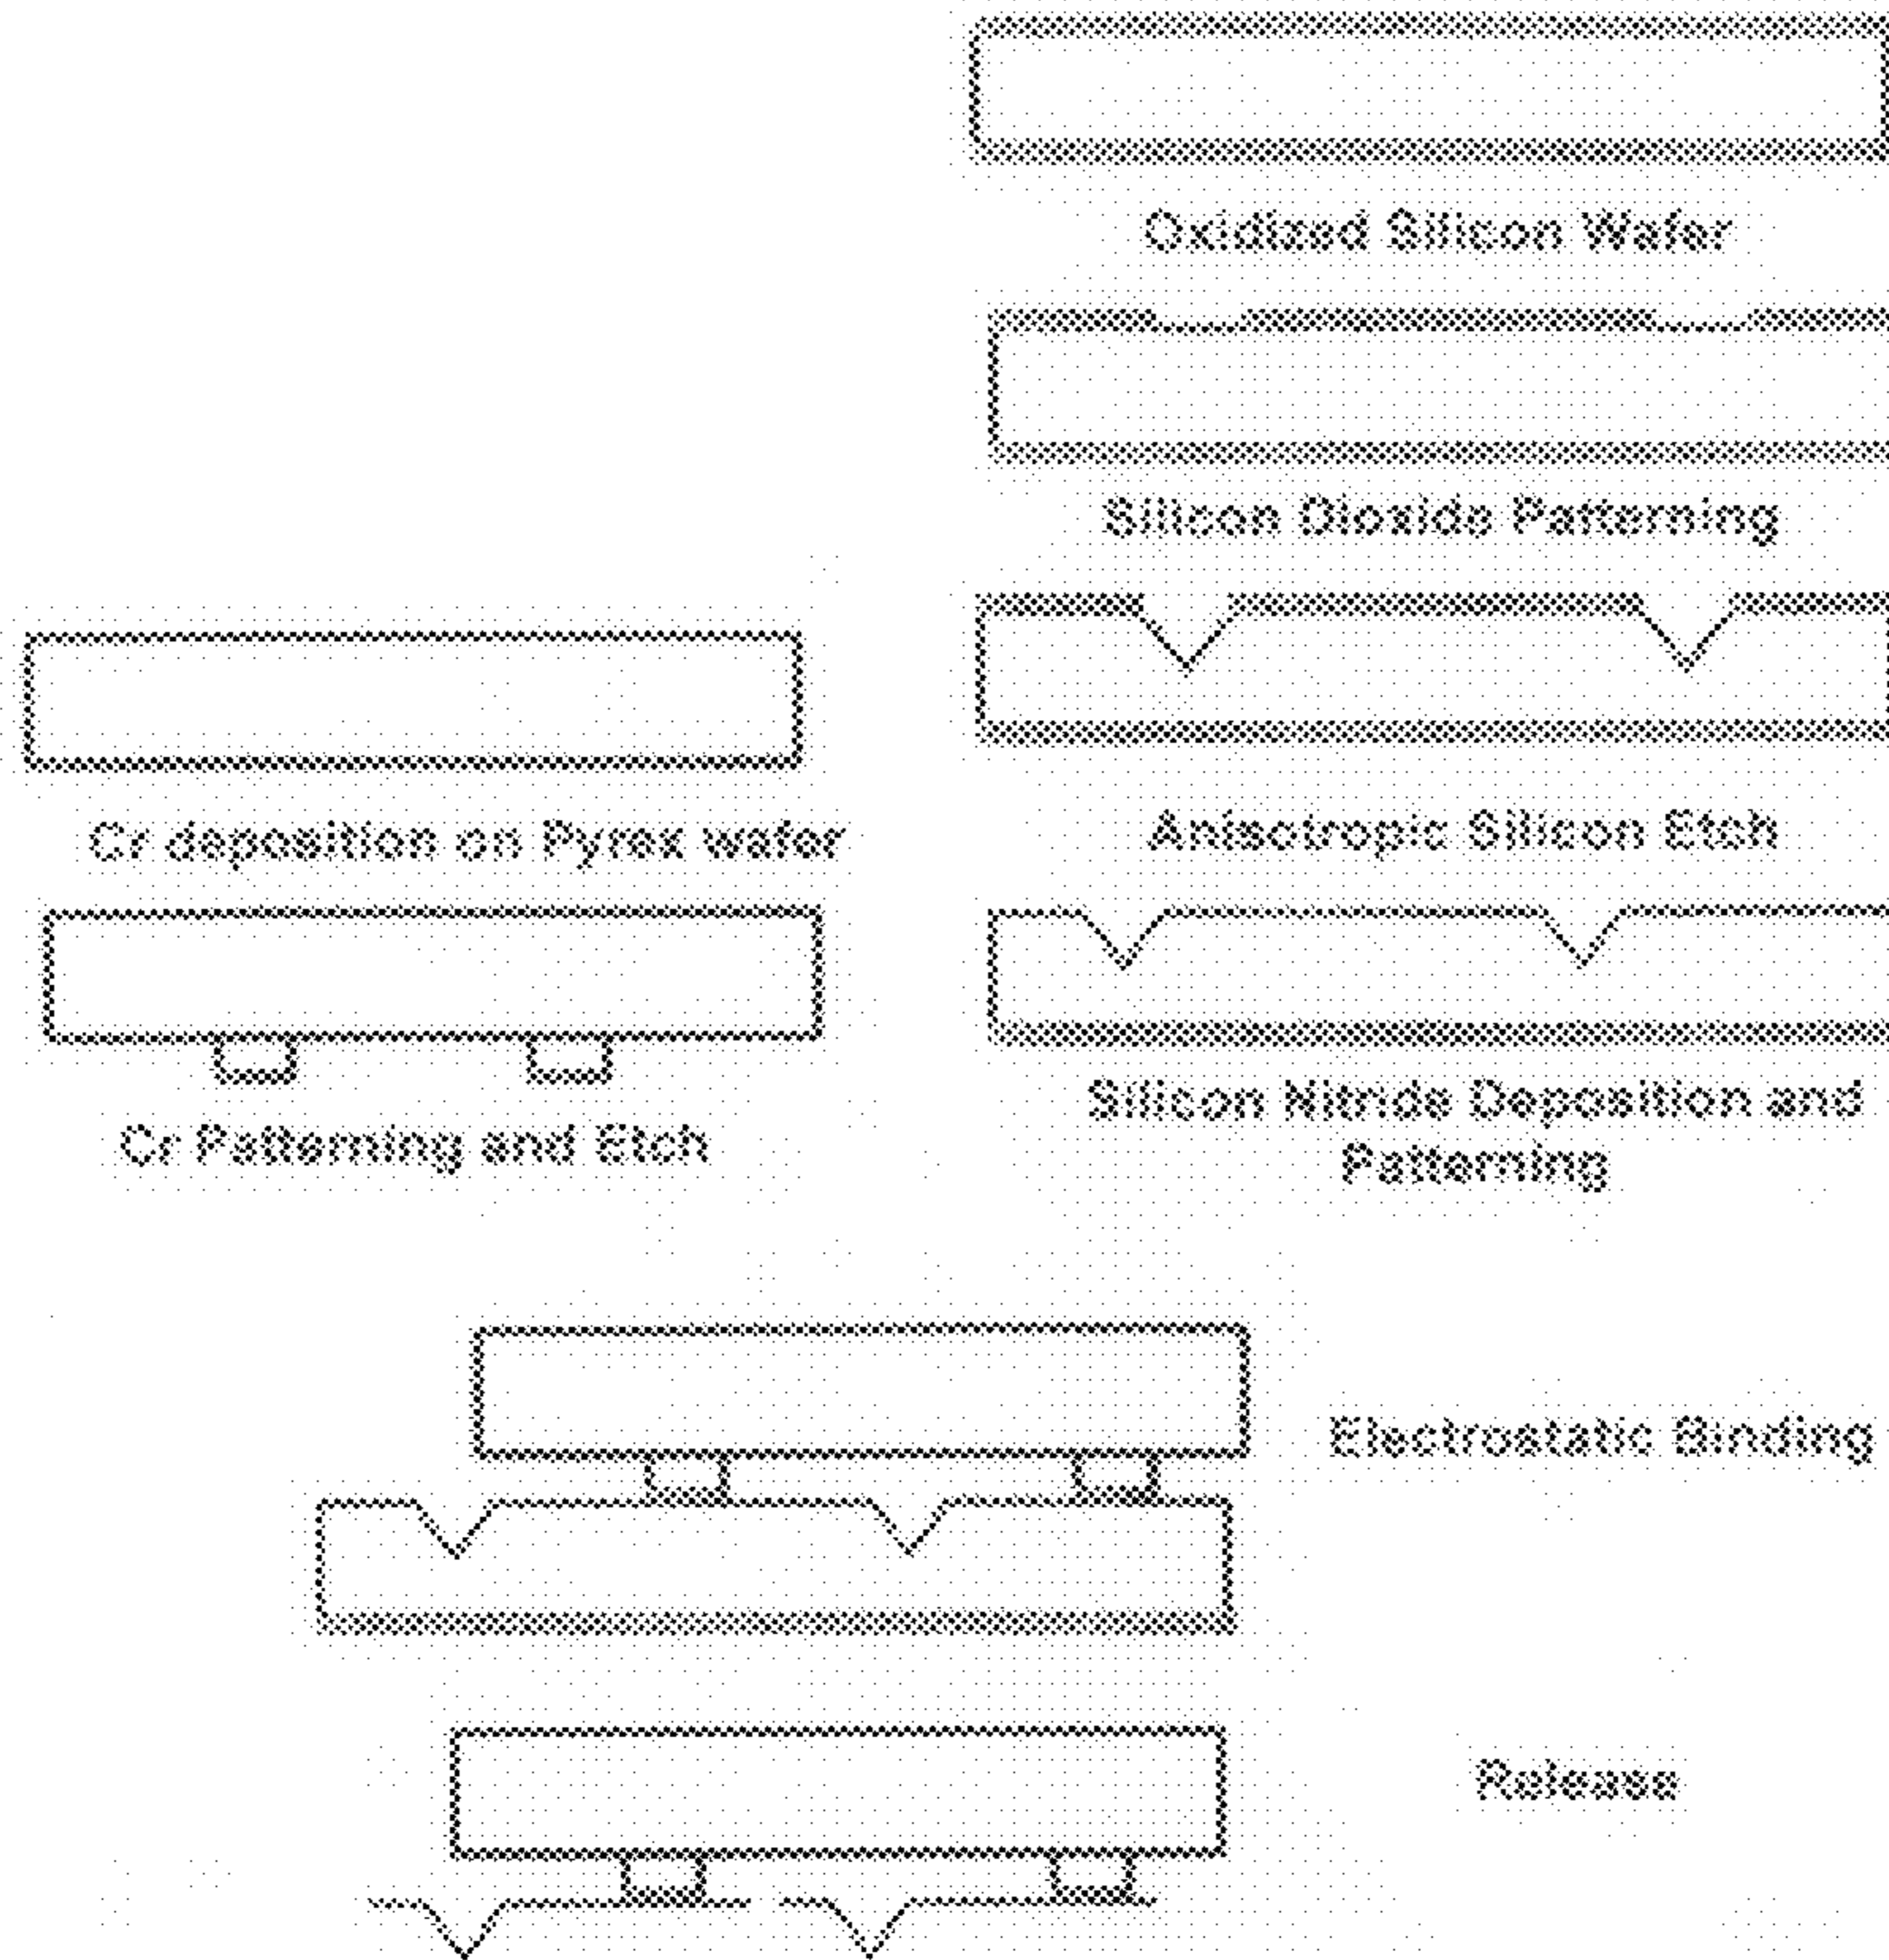 Oxidized Silicon Wafer
Silicon Dioxide Patterning
Cr deposition on Pyrex wafer
Anisotropic Silicon Etch
Cr Patterning and Etch
Silicon Nitride Deposition and
Patterning
Electrostatic Binding
Release